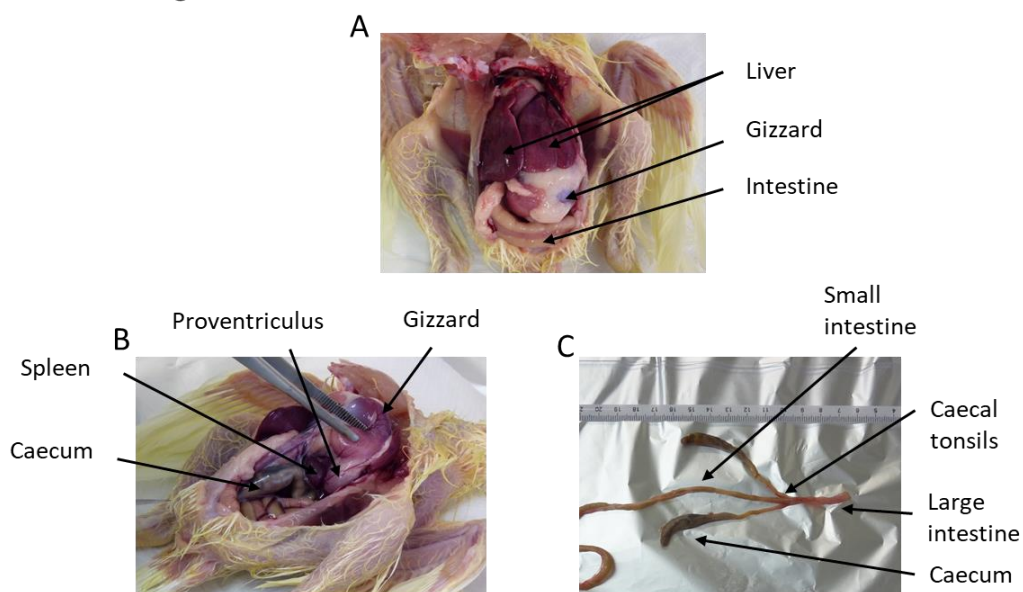 A
Liver
Gizzard
Intestine
B
Proventriculus
Gizzard
Spleen
Caecum
C
Small
intestine
Caecal
tonsils
Large
intestine
Caecum